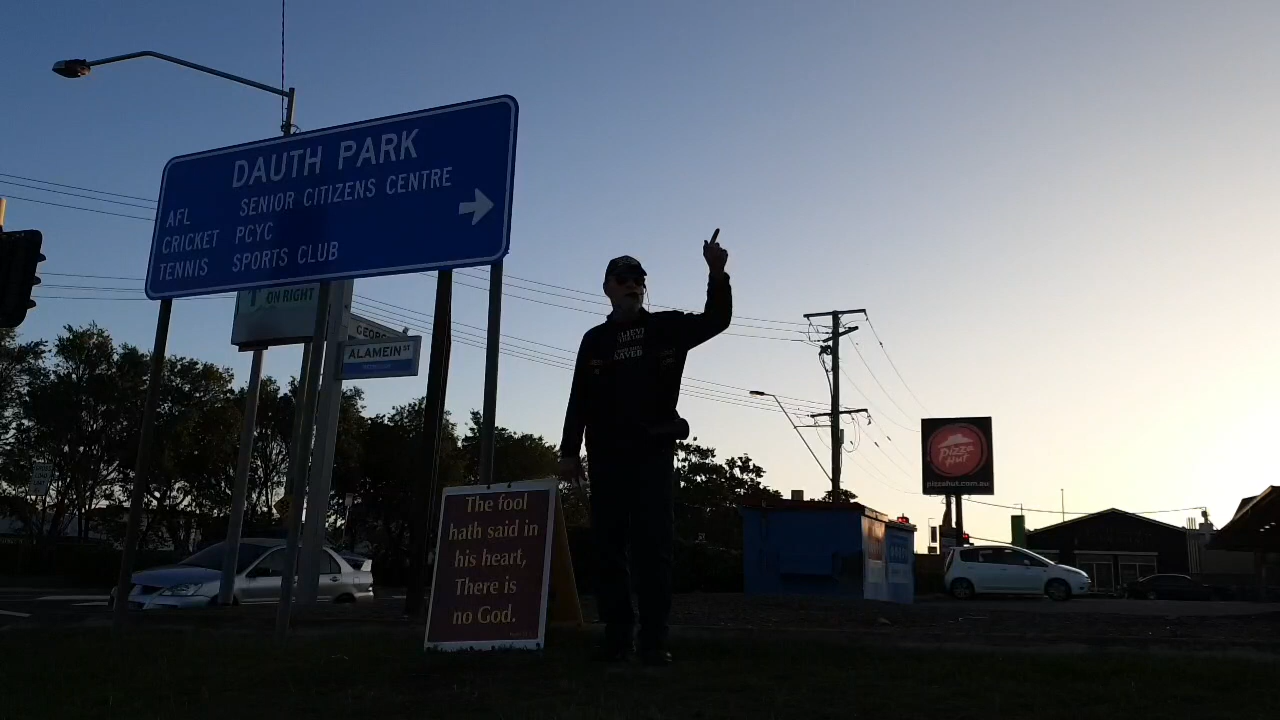 DAUTH PARK
SENIOR CITIZENS CENTRE
AFL
CRICKET PCYC
TENNIS SPORTS CLUB
ON RIGHT
GEORGE
ALAMEIN ST
The fool
hath said in
his heart,
There is
no God.
Pizza
Hut
pizzahut.com.au